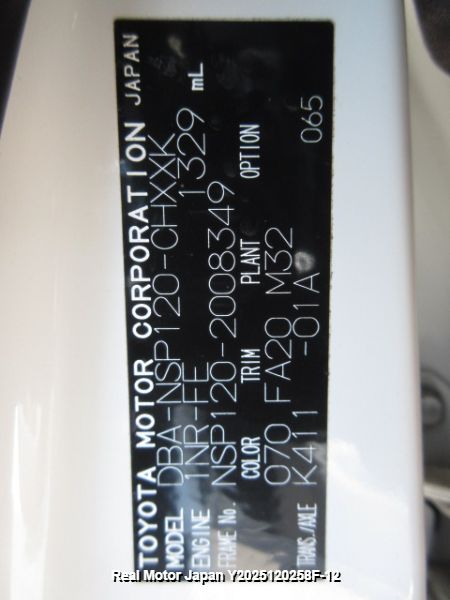 TOYOTA MOTOR CORPORATION JAPAN
MODEL DBA-NSP120-CHXXK
ENGINE 1NR-FE 1329 mL
FRAME No. NSP120-2008349
COLOR TRIM PLANT OPTION
070 FA20 M32
TRANS./AXLE K411 -01A 065
Real Motor Japan Y2025120258F-12